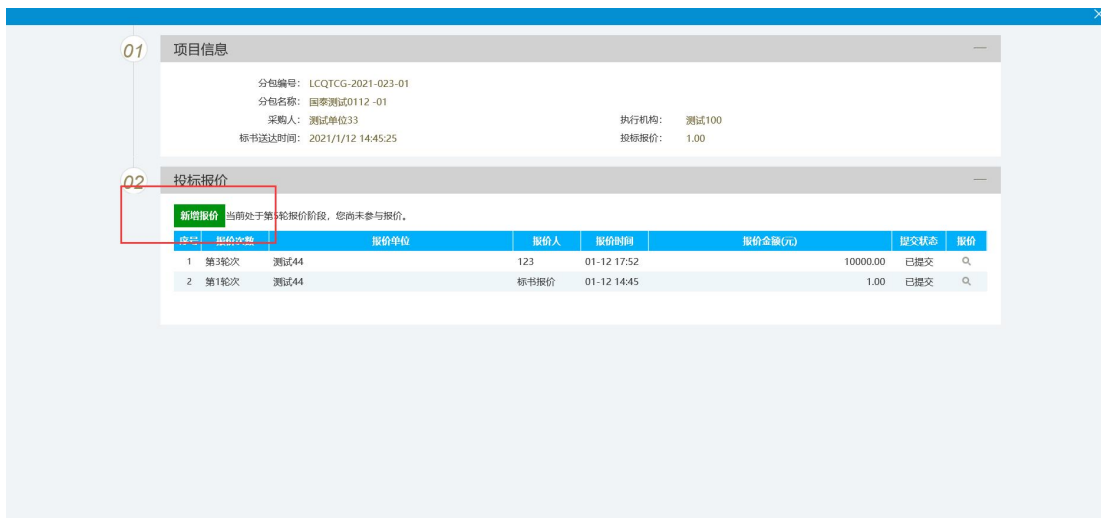 01 项目信息
分包编号： LCQTCG-2021-023-01
分包名称： 国泰测试0112 -01
采购人： 测试单位33 执行机构： 测试100
标书送达时间： 2021/1/12 14:45:25 投标报价： 1.00
02 投标报价
新增报价 当前处于第5轮报价阶段，您尚未参与报价。
序号 报价次数 报价单位 报价人 报价时间 报价金额(元) 提交状态 报价
1 第3轮次 测试44 123 01-12 17:52 10000.00 已提交
2 第1轮次 测试44 标书报价 01-12 14:45 1.00 已提交